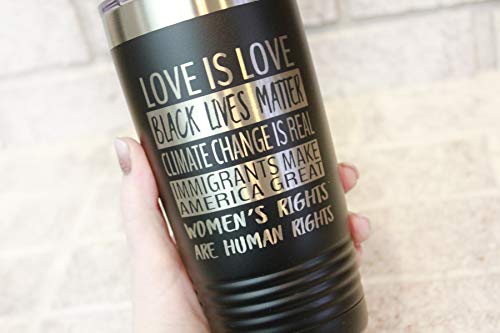 LOVE IS LOVE
BLACK LIVES MATTER
CLIMATE CHANGE IS REAL
IMMIGRANTS MAKE
AMERICA GREAT
WOMEN'S RIGHTS
ARE HUMAN RIGHTS